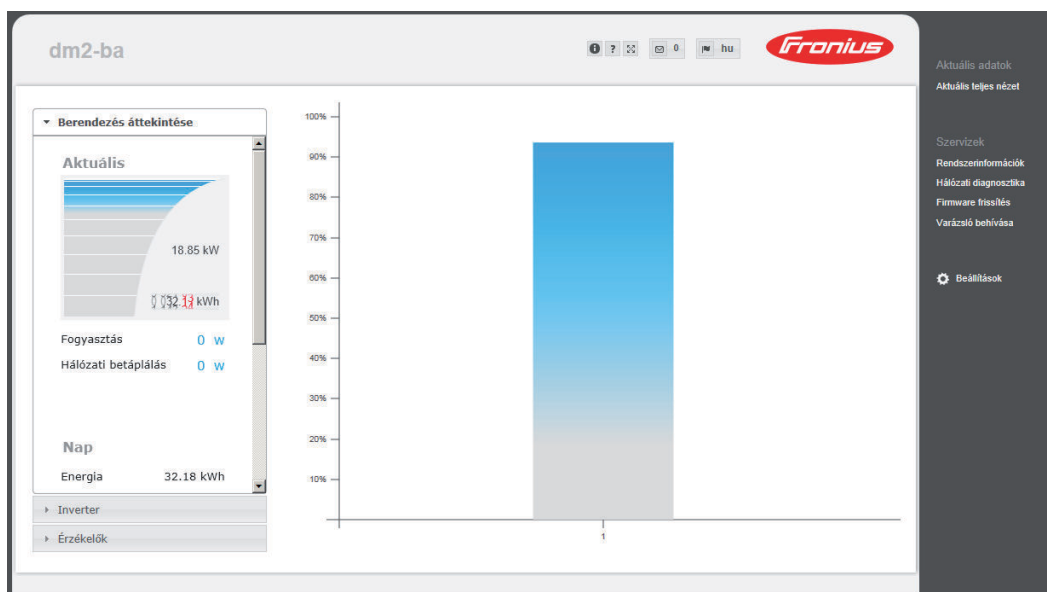 dm2-ba
i ? 0 hu
Fronius
Berendezés áttekintése
Aktuális
18.85 kW
kWh
Fogyasztás 0 W
Hálózati betáplálás 0 W
Nap
Energia 32.18 kWh
Inverter
Érzékelők
100%
90%
80%
70%
60%
50%
40%
30%
20%
10%
1
Aktuális adatok
Aktuális teljes nézet
Szervizek
Rendszerinformációk
Hálózati diagnosztika
Firmware frissítés
Varázsló behívása
Beállítások